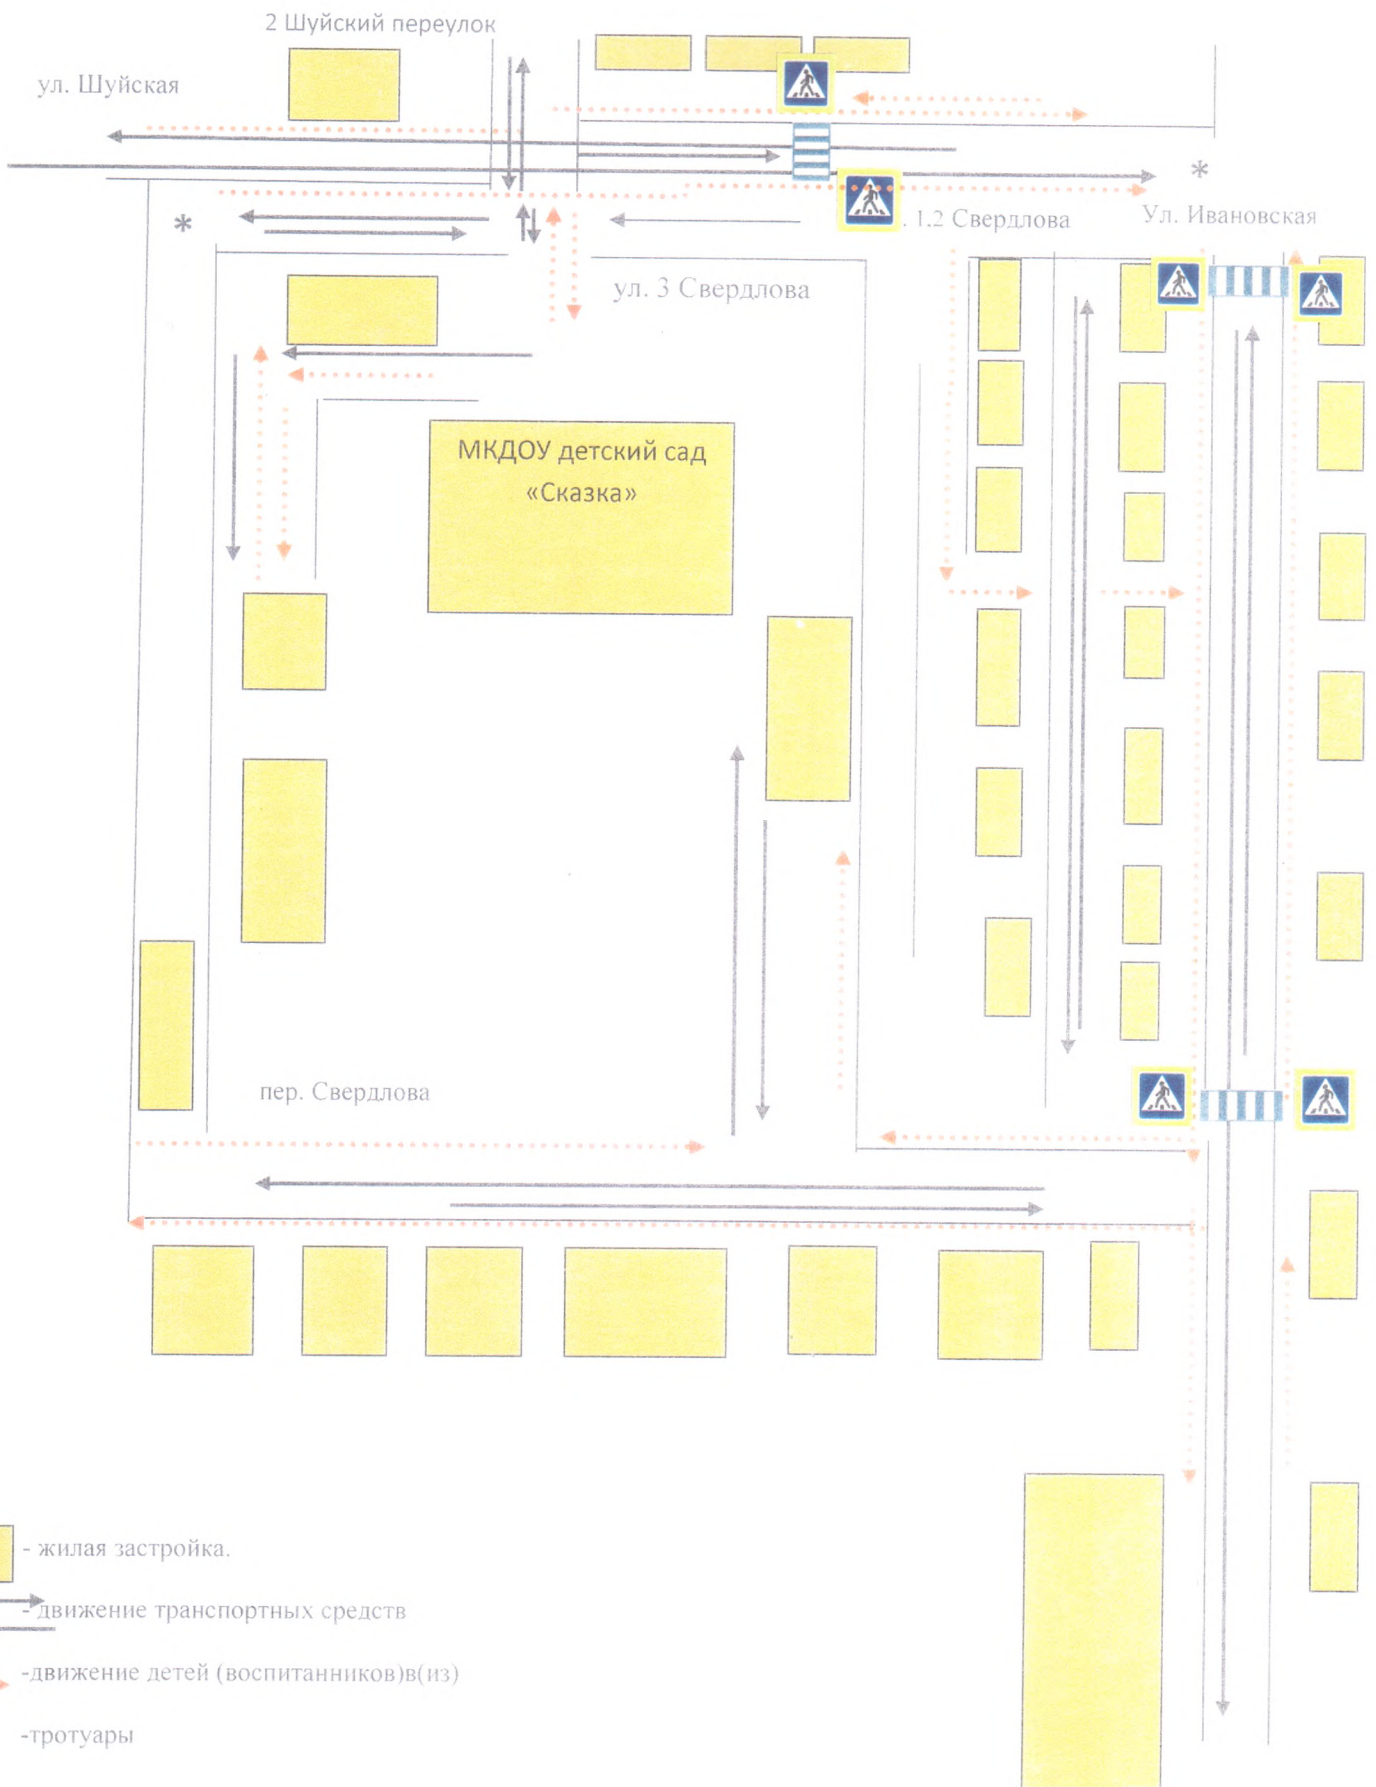 2 Шуйский переулок
ул. Шуйская
*
*
. 1.2 Свердлова
Ул. Ивановская
ул. 3 Свердлова
МКДОУ детский сад
«Сказка»
пер. Свердлова
- жилая застройка.
- движение транспортных средств
-движение детей (воспитанников)в(из)
-тротуары